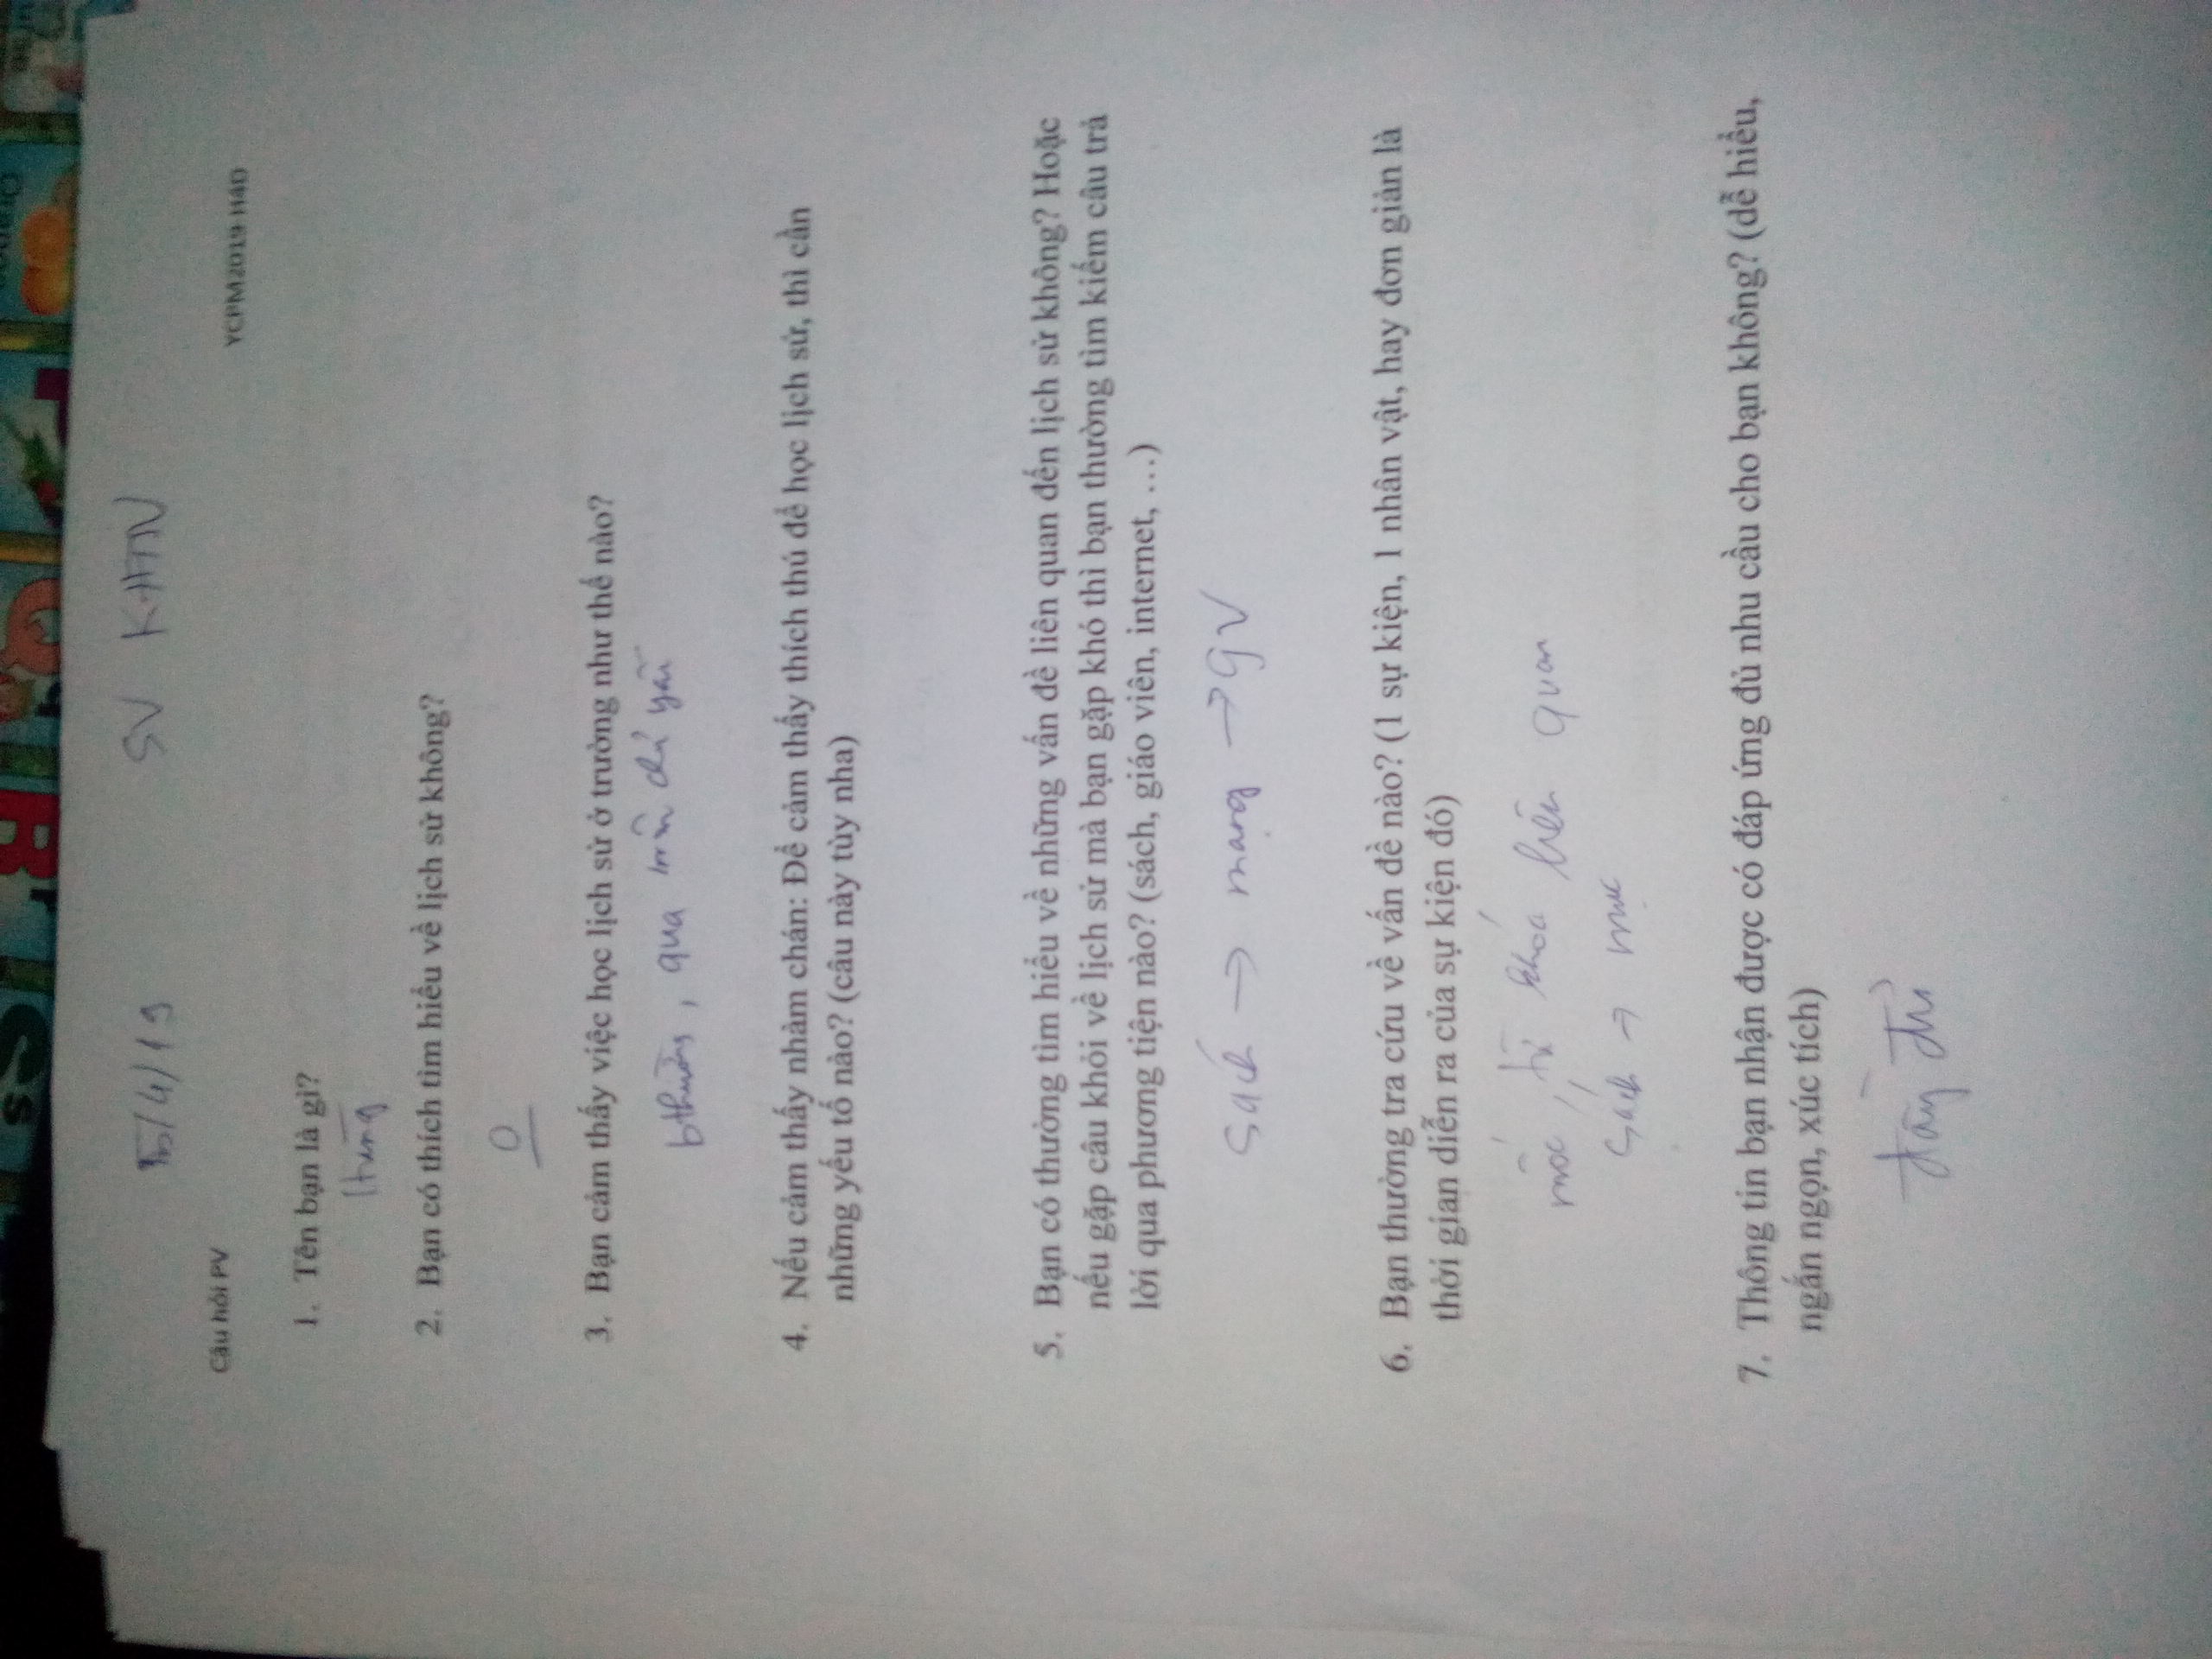 15/4/19 SV KHTN
Câu hỏi PV YCPM2019-HAD
1. Tên bạn là gì?
Hưng
2. Bạn có thích tìm hiểu về lịch sử không?
O
3. Bạn cảm thấy việc học lịch sử ở trường như thế nào?
bthường, qua môn chủ yếu
4. Nếu cảm thấy nhàm chán: Để cảm thấy thích thú để học lịch sử, thì cần
những yếu tố nào? (câu này tùy nha)
5. Bạn có thường tìm hiểu về những vấn đề liên quan đến lịch sử không? Hoặc
nếu gặp câu khỏi về lịch sử mà bạn gặp khó thì bạn thường tìm kiếm câu trả
lời qua phương tiện nào? (sách, giáo viên, internet, …)
Sách → mạng → GV
6. Bạn thường tra cứu về vấn đề nào? (1 sự kiện, 1 nhân vật, hay đơn giản là
thời gian diễn ra của sự kiện đó)
mốc, từ khóa liên quan
Sách → mục
7. Thông tin bạn nhận được có đáp ứng đủ nhu cầu cho bạn không? (dễ hiểu,
ngắn ngọn, xúc tích)
đầy đủ